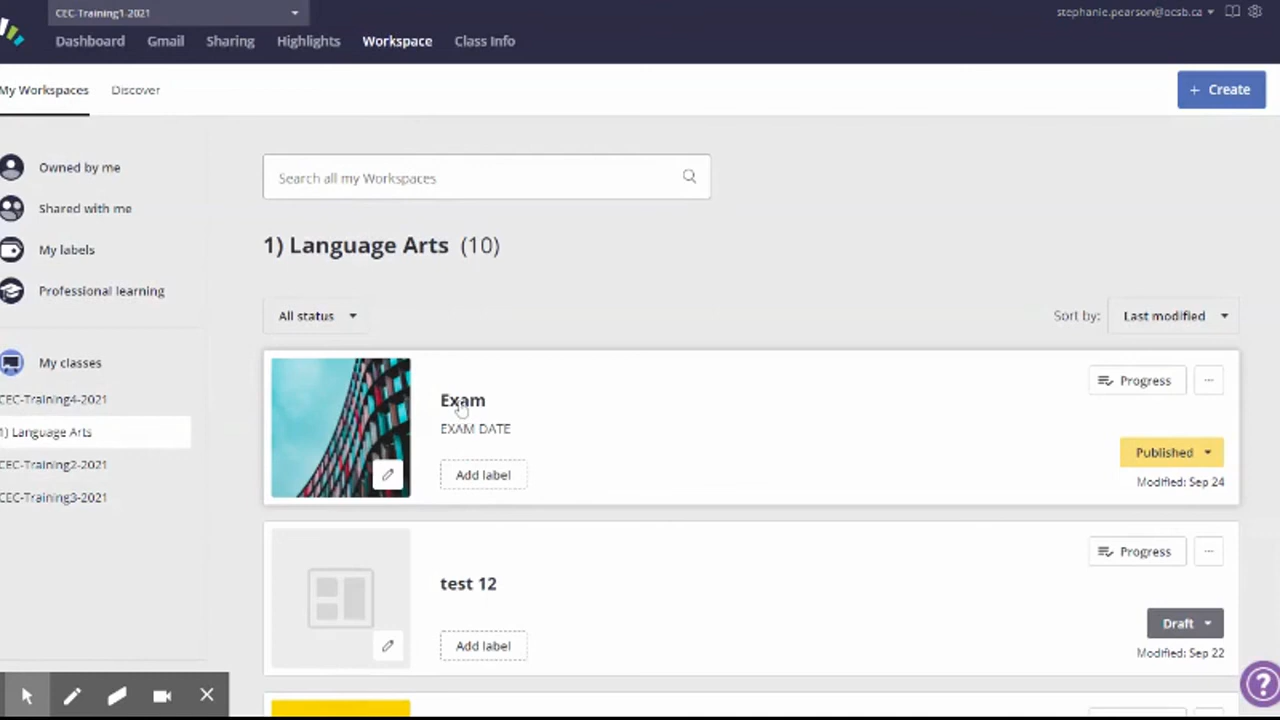 CEC-Training1-2021
stephanie.pearson@ocsb.ca
Dashboard Gmail Sharing Highlights Workspace Class Info
My Workspaces Discover
+ Create
Owned by me
Shared with me
My labels
Professional learning
My classes
CEC-Training4-2021
1) Language Arts
CEC-Training2-2021
CEC-Training3-2021
Search all my Workspaces
1) Language Arts (10)
All status
Sort by: Last modified
Exam
EXAM DATE
Add label
Progress
...
Published
Modified: Sep 24
test 12
Add label
Progress
...
Draft
Modified: Sep 22
?